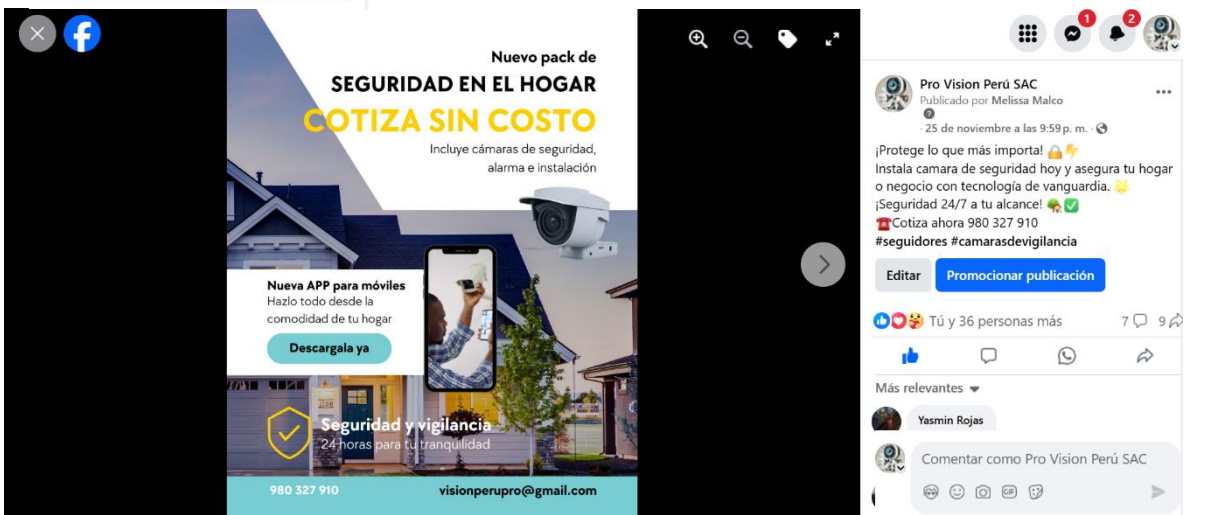 Nuevo pack de
SEGURIDAD EN EL HOGAR
COTIZA SIN COSTO
Incluye cámaras de seguridad,
alarma e instalación
Nueva APP para móviles
Hazlo todo desde la
comodidad de tu hogar
Descargala ya
Seguridad y vigilancia
24 horas para tu tranquilidad
980 327 910
visionperupro@gmail.com
1
2
Pro Vision Perú SAC
Publicado por Melissa Malco
· 25 de noviembre a las 9:59 p. m. ·
¡Protege lo que más importa! 🔒⚡
Instala camara de seguridad hoy y asegura tu hogar
o negocio con tecnología de vanguardia. 🌟
¡Seguridad 24/7 a tu alcance! 🏡✅
☎️Cotiza ahora 980 327 910
#seguidores #camarasdevigilancia
Editar
Promocionar publicación
Tú y 36 personas más
7
9
Más relevantes
Yasmin Rojas
Comentar como Pro Vision Perú SAC
GIF